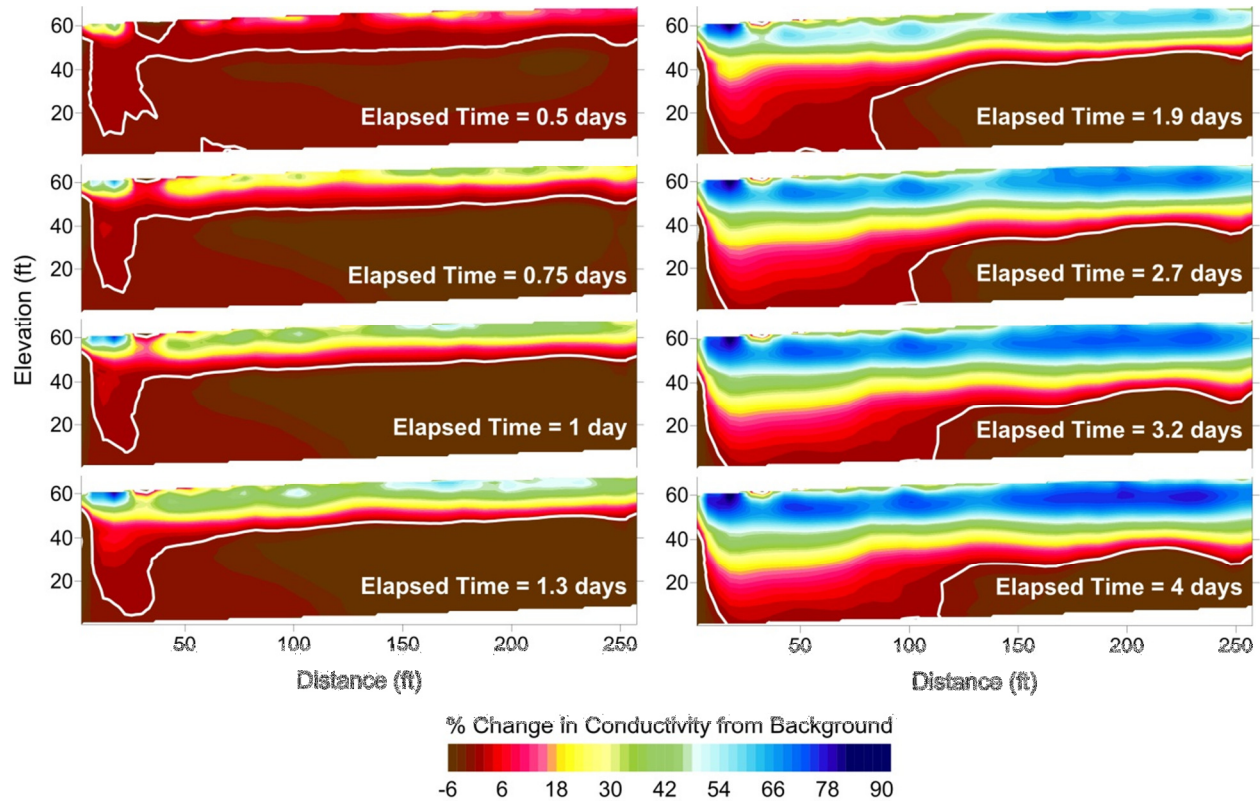 60
40
20
Elapsed Time = 0.5 days
60
40
20
Elapsed Time = 0.75 days
60
40
20
Elapsed Time = 1 day
60
40
20
Elapsed Time = 1.3 days
50 100 150 200 250
Distance (ft)
Elevation (ft)
60
40
20
Elapsed Time = 1.9 days
60
40
20
Elapsed Time = 2.7 days
60
40
20
Elapsed Time = 3.2 days
60
40
20
Elapsed Time = 4 days
50 100 150 200 250
Distance (ft)
% Change in Conductivity from Background
-6 6 18 30 42 54 66 78 90